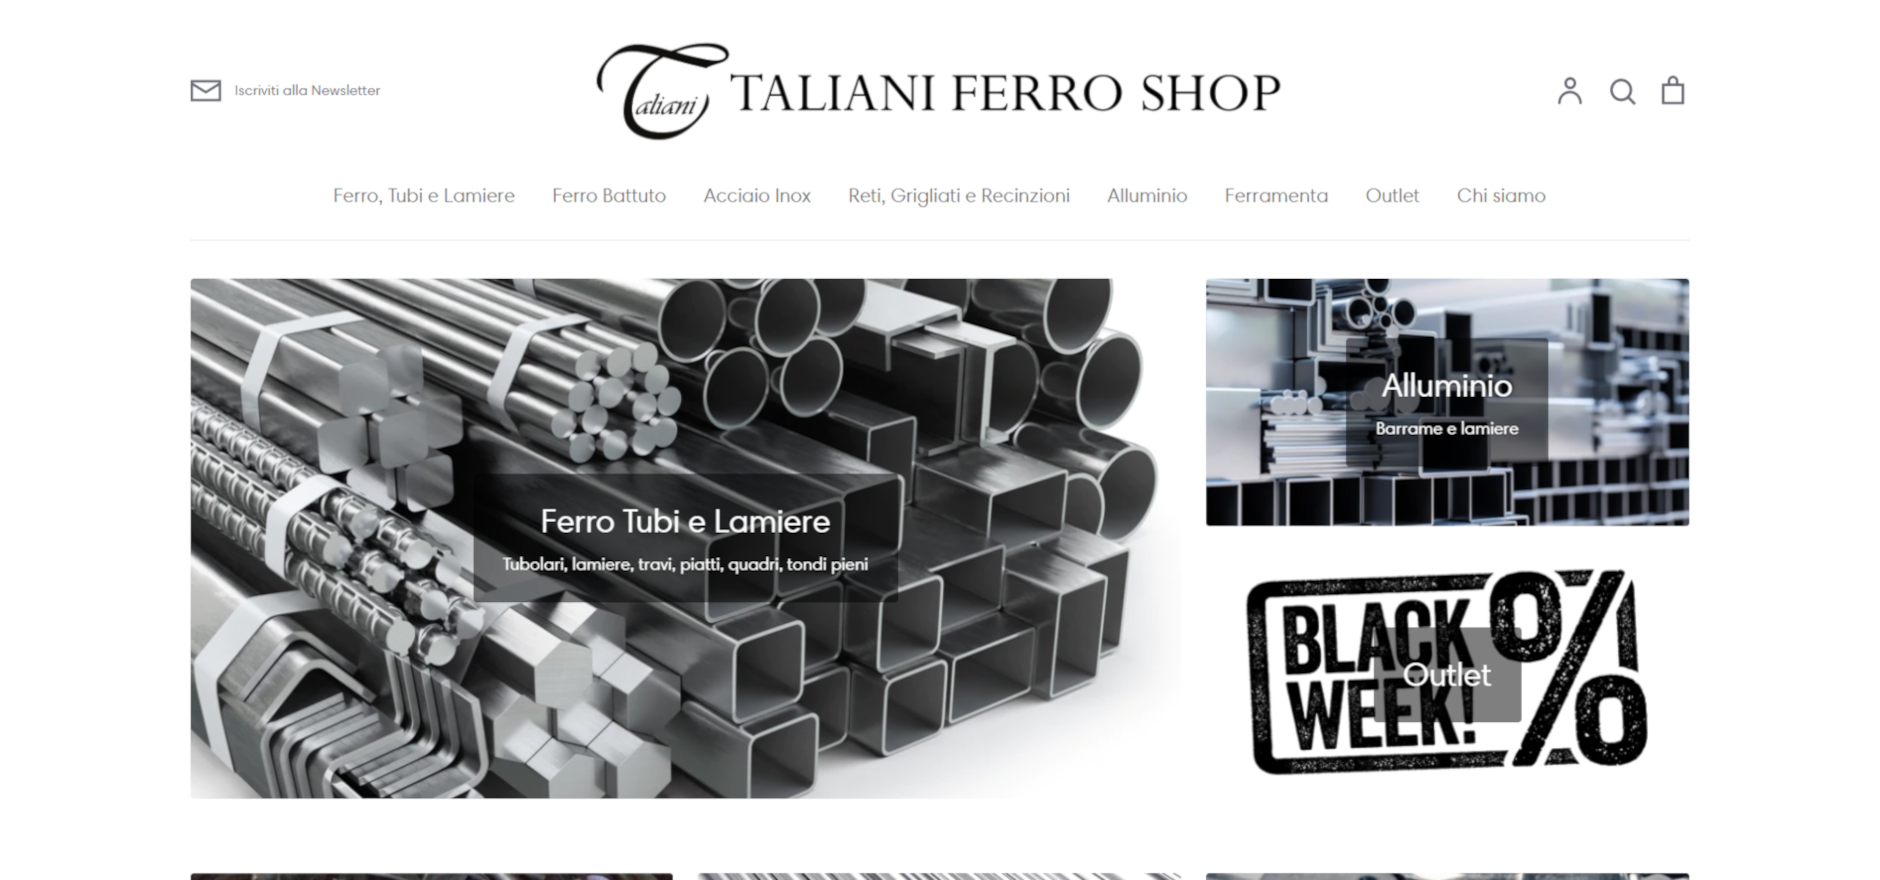 Iscriviti alla Newsletter
Taliani
TALIANI FERRO SHOP
Ferro, Tubi e Lamiere
Ferro Battuto
Acciaio Inox
Reti, Grigliati e Recinzioni
Alluminio
Ferramenta
Outlet
Chi siamo
Ferro Tubi e Lamiere
Tubolari, lamiere, travi, piatti, quadri, tondi pieni
Alluminio
Barrame e lamiere
BLACK %
WEEK!
Outlet